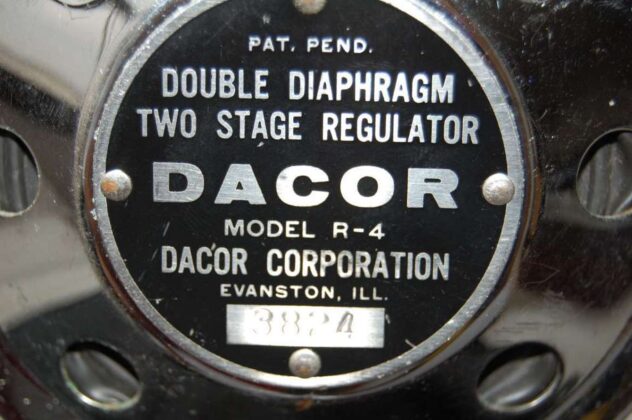 PAT. PEND.
DOUBLE DIAPHRAGM
TWO STAGE REGULATOR
DACOR
MODEL R-4
DACOR CORPORATION
EVANSTON, ILL.
3824